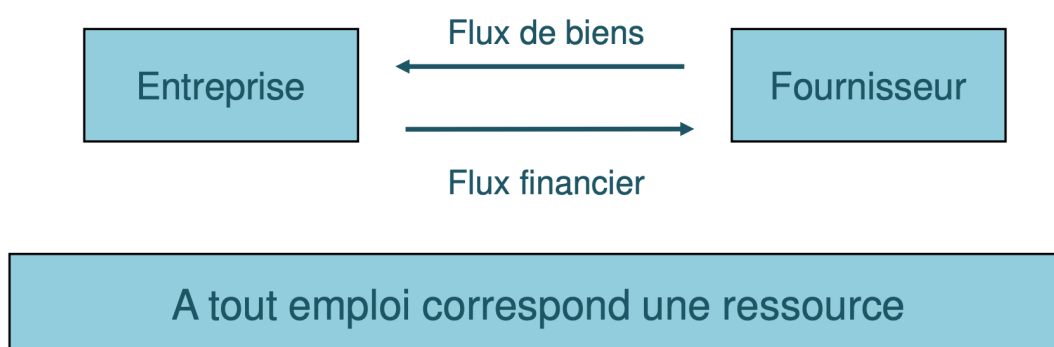 Flux de biens
Entreprise
Fournisseur
Flux financier
A tout emploi correspond une ressource